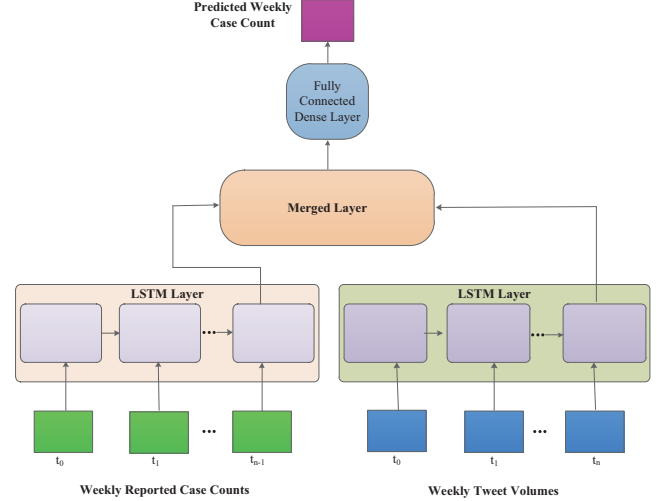 Predicted Weekly
Case Count
Fully
Connected
Dense Layer
Merged Layer
LSTM Layer
LSTM Layer
...
...
...
...
t0
t1
tn-1
t0
t1
tn
Weekly Reported Case Counts
Weekly Tweet Volumes